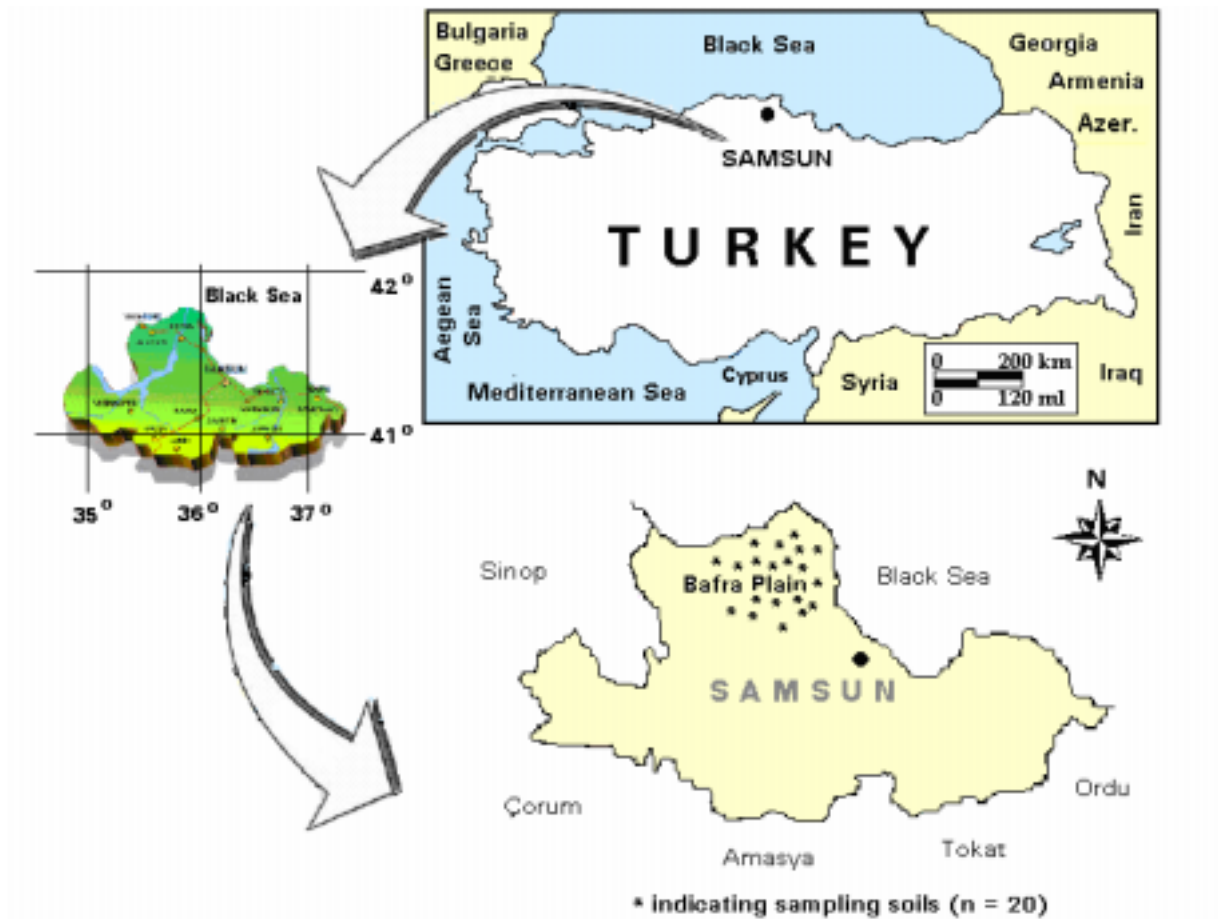 Bulgaria
Greece
Black Sea
Georgia
Armenia
Azer.
SAMSUN
TURKEY
Iran
Aegean
Sea
Mediterranean Sea
Cyprus
Syria
Iraq
0 200 km
0 120 ml
Black Sea
42°
41°
35° 36° 37°
N
Sinop
Bafra Plain
Black Sea
SAMSUN
Ordu
Çorum
Amasya
Tokat
* indicating sampling soils (n = 20)